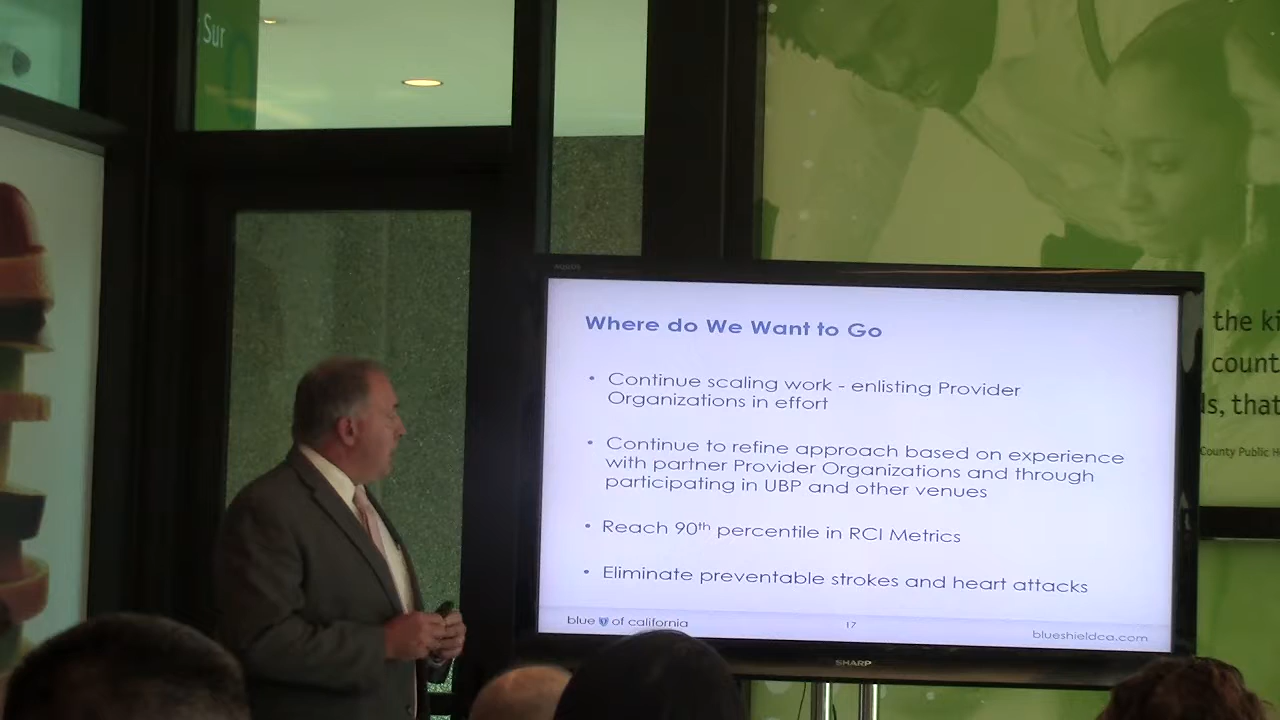 Sur
AQUOS
Where do We Want to Go
• Continue scaling work - enlisting Provider
Organizations in effort
• Continue to refine approach based on experience
with partner Provider Organizations and through
participating in UBP and other venues
• Reach 90th percentile in RCI Metrics
• Eliminate preventable strokes and heart attacks
blue of california
17
blueshieldca.com
SHARP
the ki
count
ls, that
County Public H